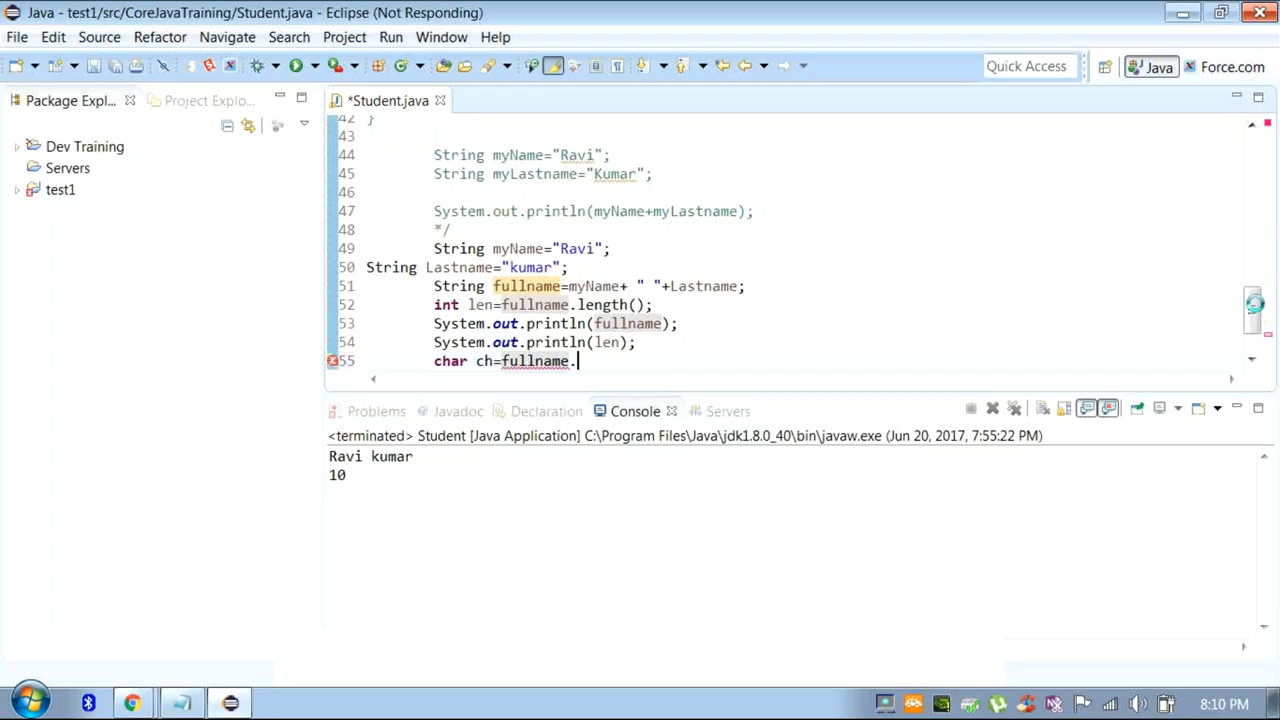 Java - test1/src/CoreJavaTraining/Student.java - Eclipse (Not Responding)
File Edit Source Refactor Navigate Search Project Run Window Help
Quick Access Java Force.com
Package Expl... Project Explo... *Student.java
42 }
43
Dev Training
44 String myName="Ravi";
Servers
45 String myLastname="Kumar";
test1
46
47 System.out.println(myName+myLastname);
48 */
49 String myName="Ravi";
50 String Lastname="kumar";
51 String fullname=myName+ " "+Lastname;
52 int len=fullname.length();
53 System.out.println(fullname);
54 System.out.println(len);
55 char ch=fullname.
Problems Javadoc Declaration Console Servers
<terminated> Student [Java Application] C:\Program Files\Java\jdk1.8.0_40\bin\javaw.exe (Jun 20, 2017, 7:55:22 PM)
Ravi kumar
10
8:10 PM